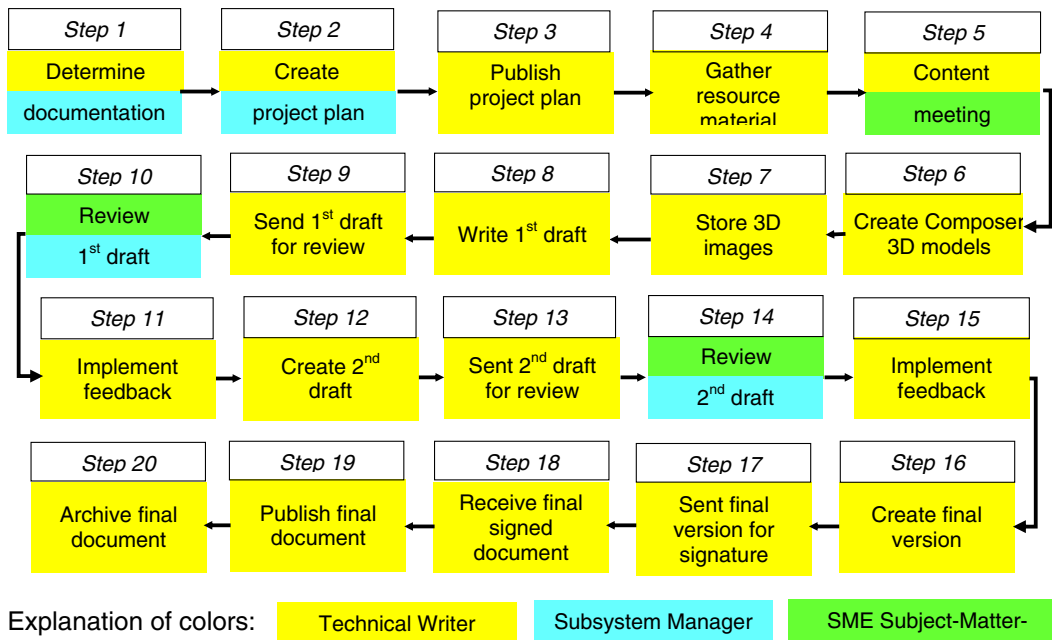 Step 1
Determine
documentation
Step 2
Create
project plan
Step 3
Publish
project plan
Step 4
Gather
resource
material
Step 5
Content
meeting
Step 6
Create Composer
3D models
Step 7
Store 3D
images
Step 8
Write 1st draft
Step 9
Send 1st draft
for review
Step 10
Review
1st draft
Step 11
Implement
feedback
Step 12
Create 2nd
draft
Step 13
Sent 2nd draft
for review
Step 14
Review
2nd draft
Step 15
Implement
feedback
Step 16
Create final
version
Step 17
Sent final
version for
signature
Step 18
Receive final
signed
document
Step 19
Publish final
document
Step 20
Archive final
document
Explanation of colors:
Technical Writer
Subsystem Manager
SME Subject-Matter-